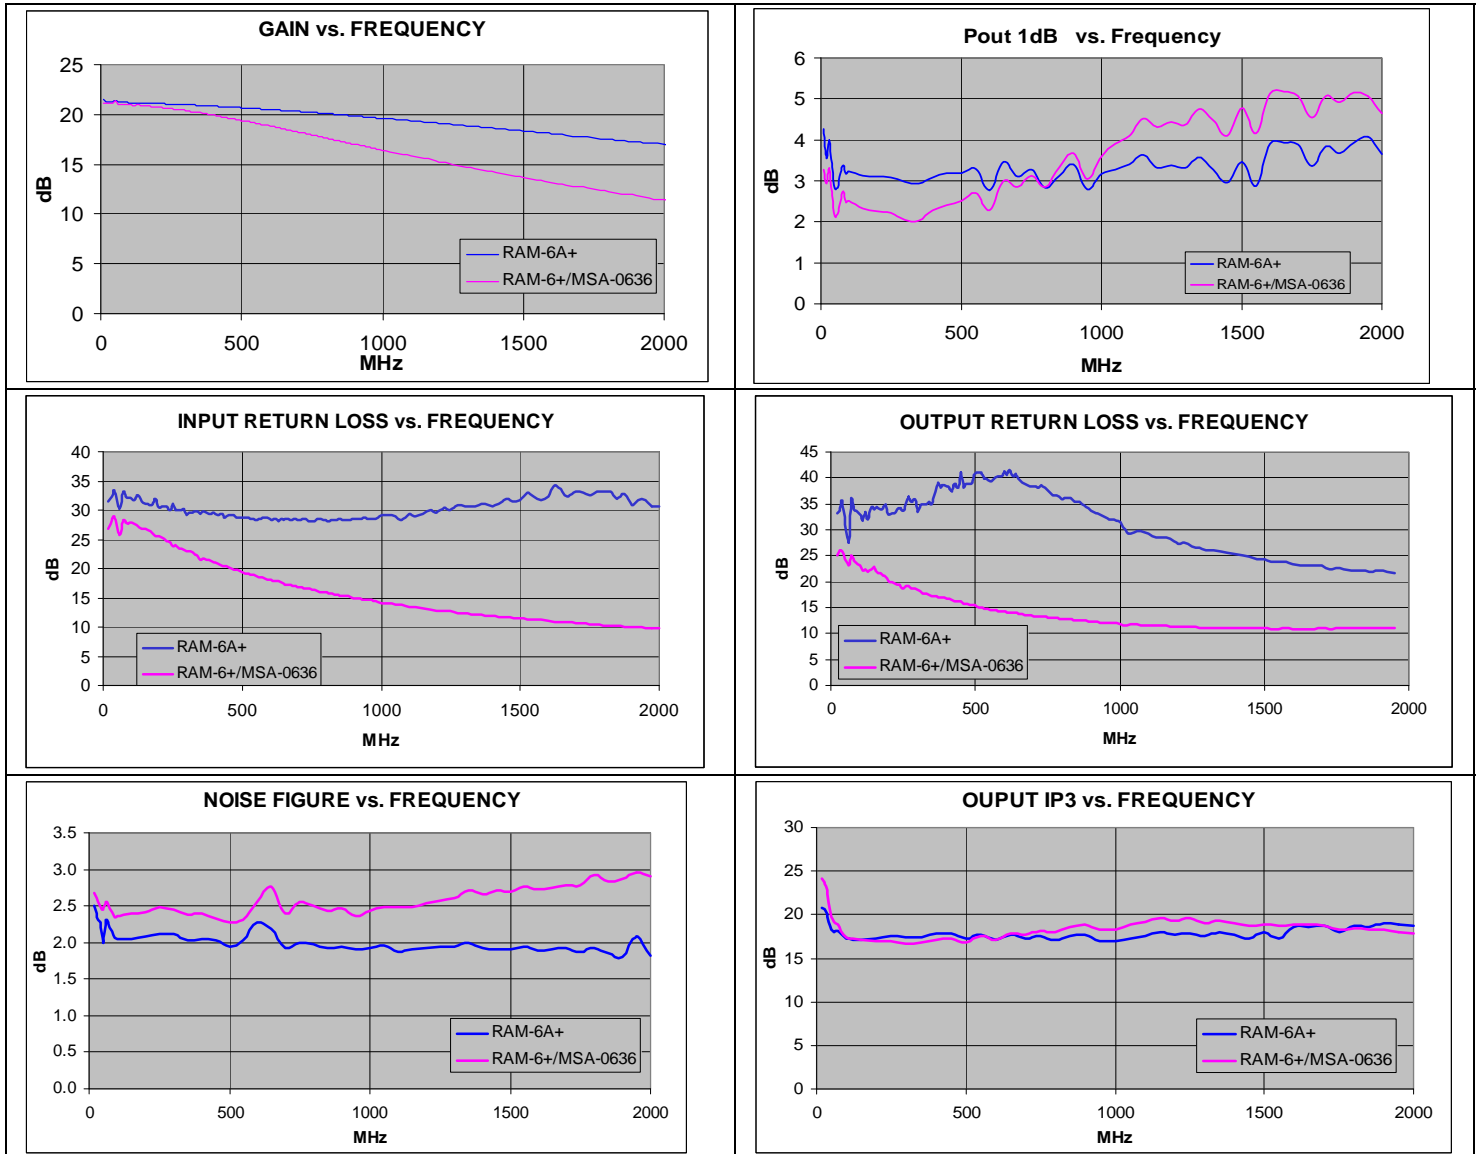 GAIN vs. FREQUENCY
25
20
15
10
5
0
dB
0 500 1000 1500 2000
MHz
RAM-6A+
RAM-6+/MSA-0636
Pout 1dB vs. Frequency
6
5
4
3
2
1
0
dB
0 500 1000 1500 2000
MHz
RAM-6A+
RAM-6+/MSA-0636
INPUT RETURN LOSS vs. FREQUENCY
40
35
30
25
20
15
10
5
0
dB
0 500 1000 1500 2000
MHz
RAM-6A+
RAM-6+/MSA-0636
OUTPUT RETURN LOSS vs. FREQUENCY
45
40
35
30
25
20
15
10
5
0
dB
0 500 1000 1500 2000
MHz
RAM-6A+
RAM-6+/MSA-0636
NOISE FIGURE vs. FREQUENCY
3.5
3.0
2.5
2.0
1.5
1.0
0.5
0.0
dB
0 500 1000 1500 2000
MHz
RAM-6A+
RAM-6+/MSA-0636
OUPUT IP3 vs. FREQUENCY
30
25
20
15
10
5
0
dB
0 500 1000 1500 2000
MHz
RAM-6A+
RAM-6+/MSA-0636